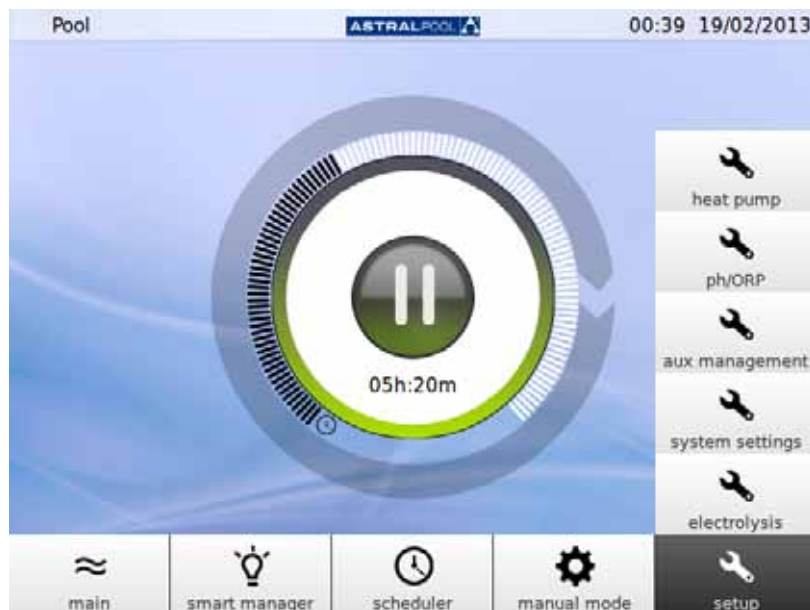 Pool
ASTRALPOOL
00:39 19/02/2013
heat pump
ph/ORP
aux management
system settings
electrolysis
05h:20m
main
smart manager
scheduler
manual mode
setup